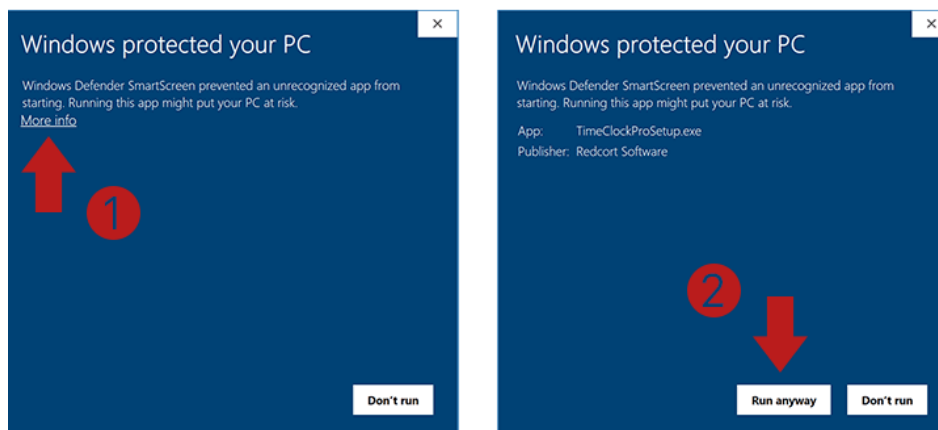 Windows protected your PC
Windows Defender SmartScreen prevented an unrecognized app from
starting. Running this app might put your PC at risk.
More info
1
Don't run
Windows protected your PC
Windows Defender SmartScreen prevented an unrecognized app from
starting. Running this app might put your PC at risk.
App: TimeClockProSetup.exe
Publisher: Redcort Software
2
Run anyway Don't run